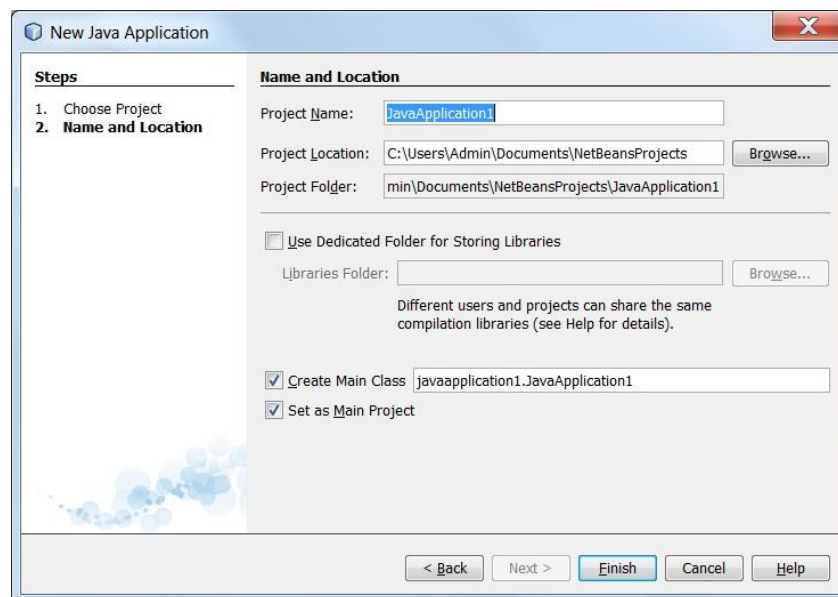 New Java Application
Steps
1. Choose Project
2. Name and Location
Name and Location
Project Name: JavaApplication1
Project Location: C:\Users\Admin\Documents\NetBeansProjects Browse...
Project Folder: min\Documents\NetBeansProjects\JavaApplication1
Use Dedicated Folder for Storing Libraries
Libraries Folder: Browse...
Different users and projects can share the same
compilation libraries (see Help for details).
Create Main Class javaapplication1.JavaApplication1
Set as Main Project
< Back Next > Finish Cancel Help